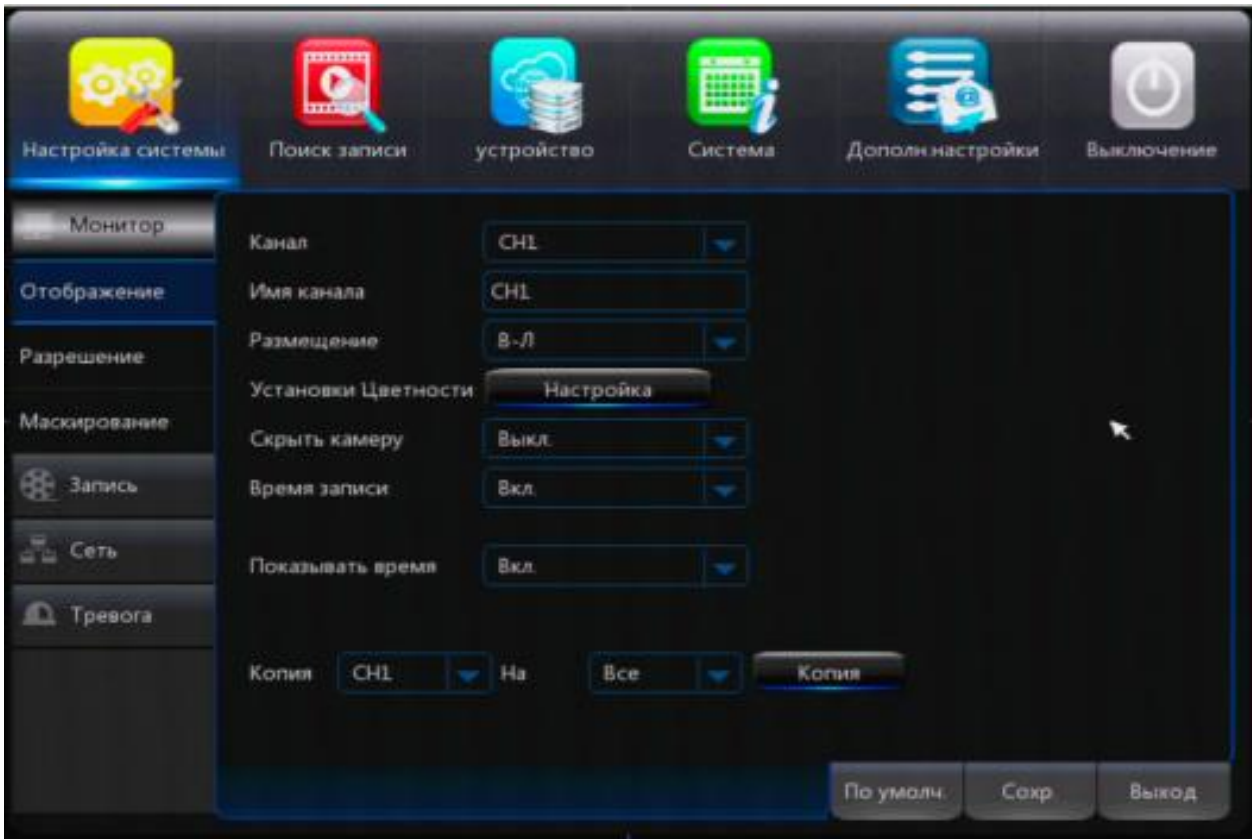 Настройка системы Поиск записи устройство Система Дополн.настройки Выключение
Монитор
Отображение
Разрешение
Маскирование
Запись
Сеть
Тревога
Канал CH1
Имя канала CH1
Размещение В-Л
Установки Цветности Настройка
Скрыть камеру Выкл.
Время записи Вкл.
Показывать время Вкл.
Копия CH1 На Все Копия
По умолч. Сохр Выход